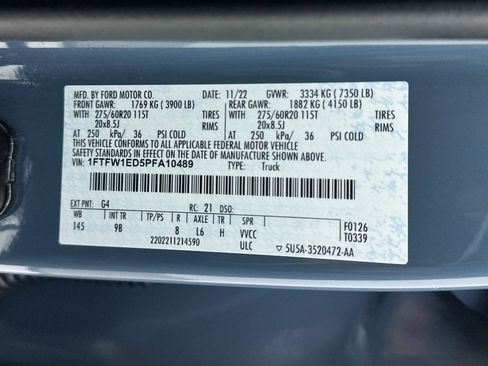 MFD. BY FORD MOTOR CO. 11/22 GVWR: 3334 KG ( 7350 LB)
FRONT GAWR: 1769 KG ( 3900 LB) REAR GAWR: 1882 KG ( 4150 LB)
WITH 275/60R20 115T TIRES WITH 275/60R20 115T TIRES
20x8.5J RIMS 20x8.5J RIMS
AT 250 kPa/ 36 PSI COLD AT 250 kPa/ 36 PSI COLD
THIS VEHICLE CONFORMS TO ALL APPLICABLE FEDERAL MOTOR VEHICLE
SAFETY AND THEFT PREVENTION STANDARDS IN EFFECT ON THE DATE OF MANUFACTURE SHOWN ABOVE.
VIN: 1FTFW1ED5PFA10489 TYPE: Truck
EXT PNT: G4 RC: 21 DSO:
WB INT TR TP/PS R AXLE TR SPR F0126
145 9B 8 L6 H VVCC T0339
2202211214590 ULC 5U5A-3520472-AA